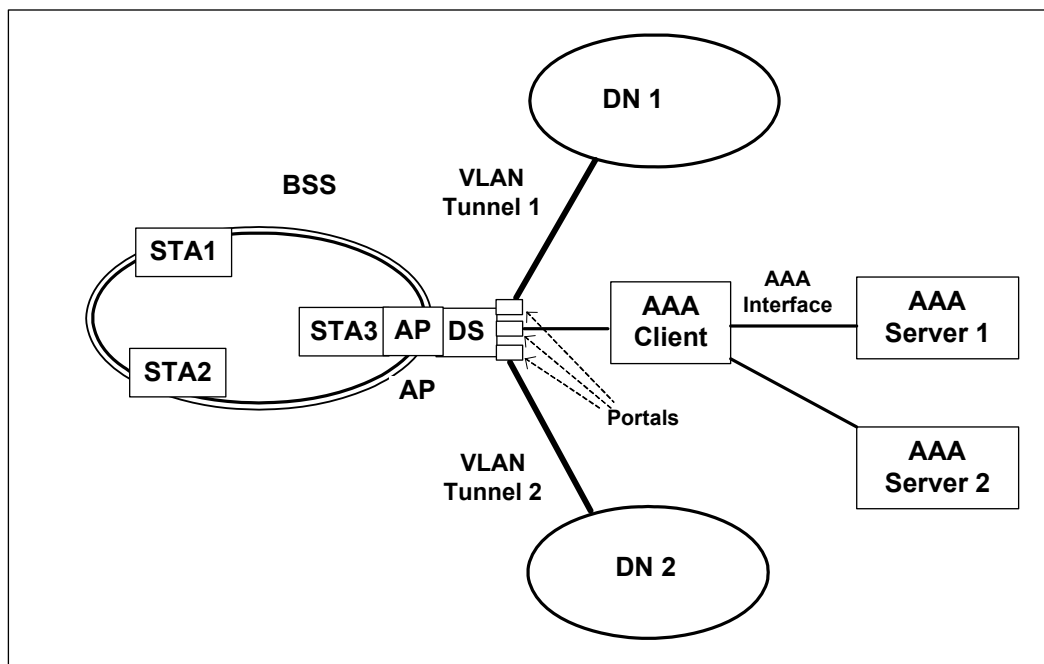 DN 1
VLAN
Tunnel 1
BSS
STA1
AAA
Interface
AAA
Client
AAA
Server 1
STA3
AP
DS
STA2
AP
Portals
VLAN
Tunnel 2
AAA
Server 2
DN 2